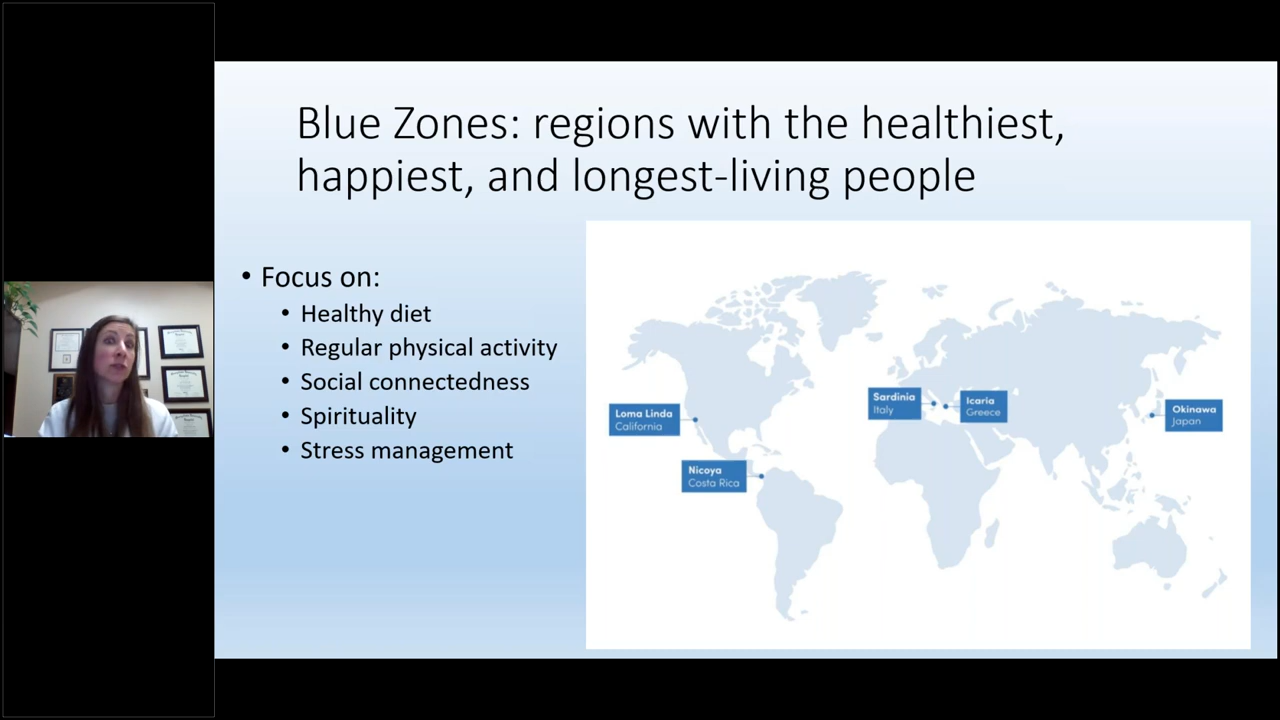 Blue Zones: regions with the healthiest,
happiest, and longest-living people
• Focus on:
• Healthy diet
• Regular physical activity
• Social connectedness
• Spirituality
• Stress management
Loma Linda
California
Nicoya
Costa Rica
Sardinia
Italy
Icaria
Greece
Okinawa
Japan